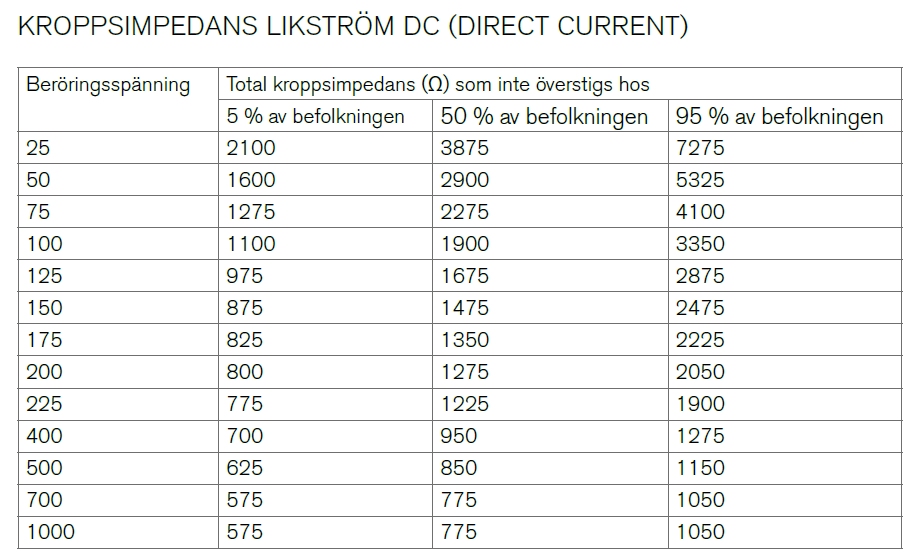 KROPPSIMPEDANS LIKSTRÖM DC (DIRECT CURRENT)
Beröringsspänning Total kroppsimpedans (Ω) som inte överstigs hos
5 % av befolkningen 50 % av befolkningen 95 % av befolkningen
25 2100 3875 7275
50 1600 2900 5325
75 1275 2275 4100
100 1100 1900 3350
125 975 1675 2875
150 875 1475 2475
175 825 1350 2225
200 800 1275 2050
225 775 1225 1900
400 700 950 1275
500 625 850 1150
700 575 775 1050
1000 575 775 1050